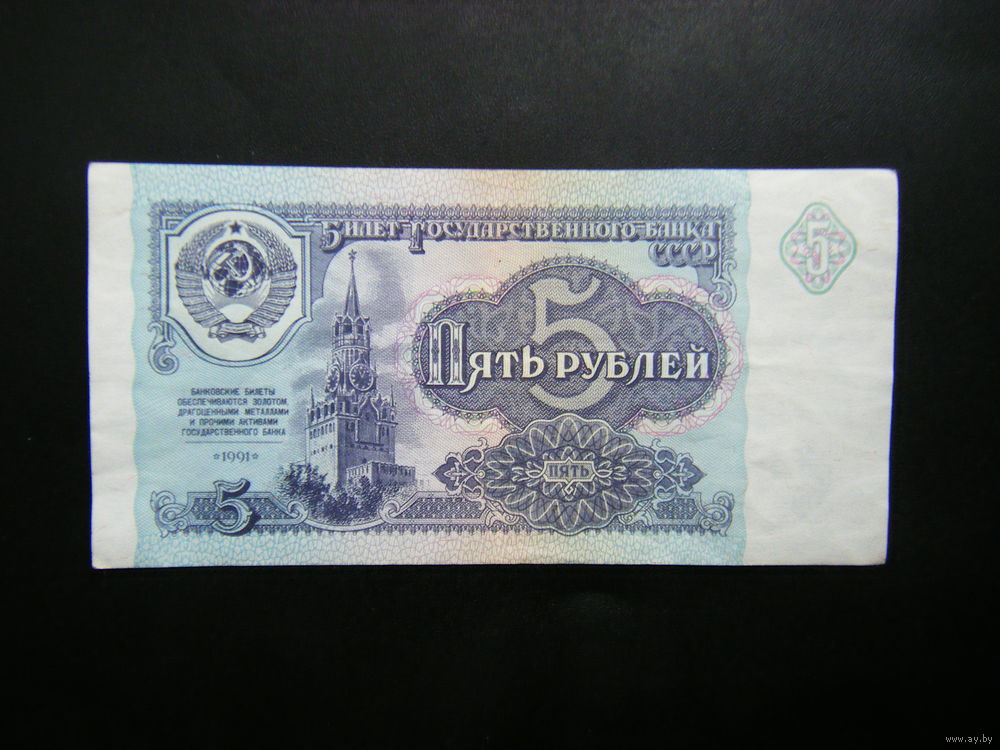 Билет Государственного Банка
СССР
5
5
Пять рублей
БАНКОВСКИЕ БИЛЕТЫ
ОБЕСПЕЧИВАЮТСЯ ЗОЛОТОМ,
ДРАГОЦЕННЫМИ МЕТАЛЛАМИ
И ПРОЧИМИ АКТИВАМИ
ГОСУДАРСТВЕННОГО БАНКА
*1991*
ПЯТЬ
5
www.ay.by